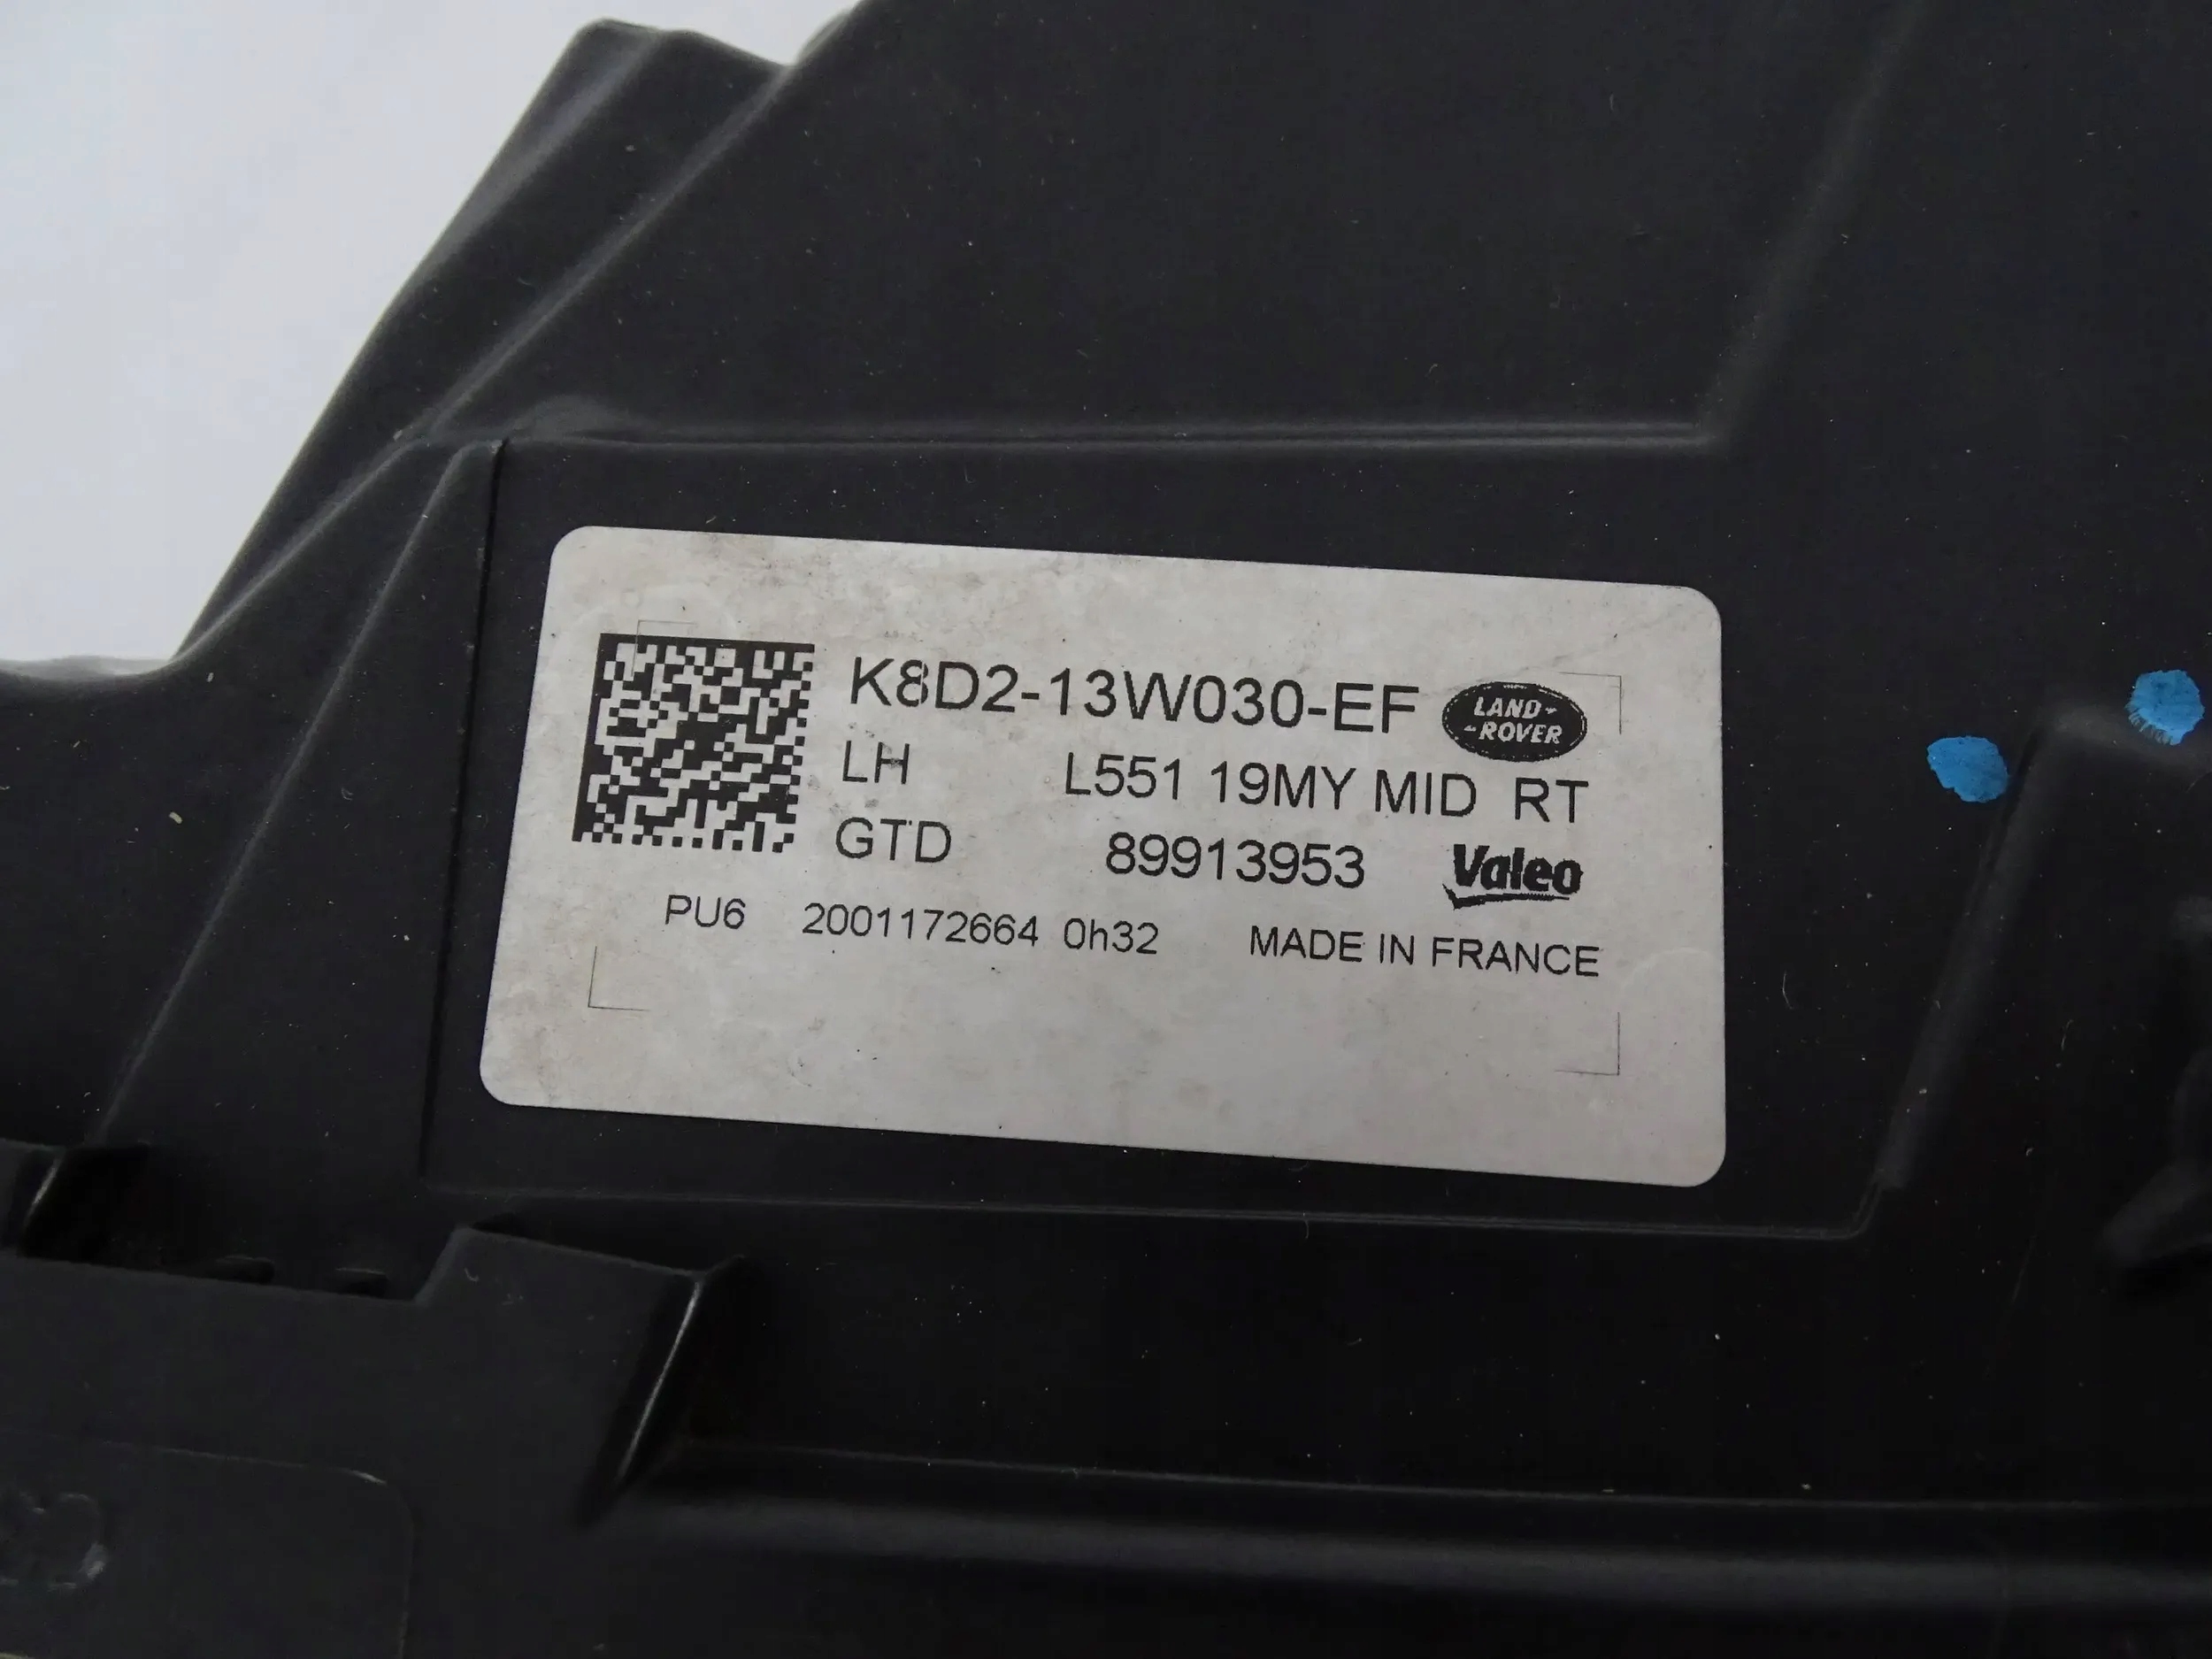 K8D2-13W030-EF LAND ROVER
LH L551 19MY MID RT
GTD 89913953 Valeo
PU6 2001172664 0h32 MADE IN FRANCE